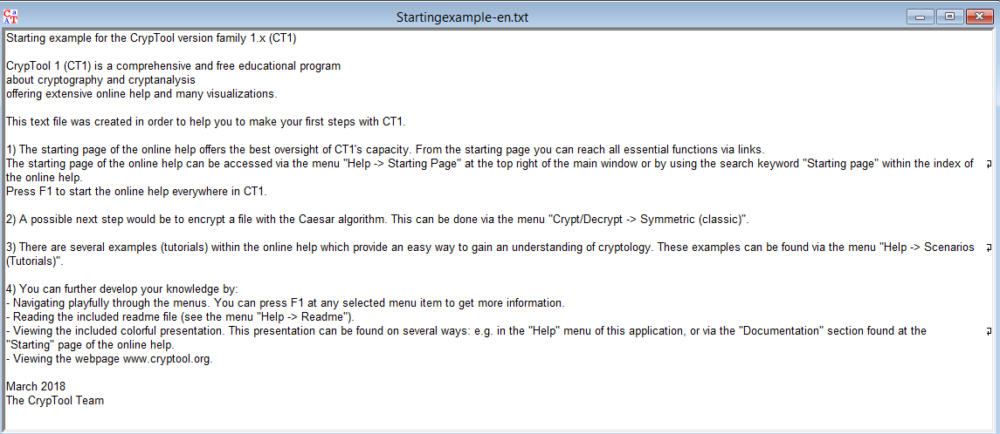 Startingexample-en.txt
Starting example for the CrypTool version family 1.x (CT1)
CrypTool 1 (CT1) is a comprehensive and free educational program
about cryptography and cryptanalysis
offering extensive online help and many visualizations.
This text file was created in order to help you to make your first steps with CT1.
1) The starting page of the online help offers the best oversight of CT1's capacity. From the starting page you can reach all essential functions via links.
The starting page of the online help can be accessed via the menu "Help -> Starting Page" at the top right of the main window or by using the search keyword "Starting page" within the index of
the online help.
Press F1 to start the online help everywhere in CT1.
2) A possible next step would be to encrypt a file with the Caesar algorithm. This can be done via the menu "Crypt/Decrypt -> Symmetric (classic)".
3) There are several examples (tutorials) within the online help which provide an easy way to gain an understanding of cryptology. These examples can be found via the menu "Help -> Scenarios
(Tutorials)".
4) You can further develop your knowledge by:
- Navigating playfully through the menus. You can press F1 at any selected menu item to get more information.
- Reading the included readme file (see the menu "Help -> Readme").
- Viewing the included colorful presentation. This presentation can be found on several ways: e.g. in the "Help" menu of this application, or via the "Documentation" section found at the
"Starting" page of the online help.
- Viewing the webpage www.cryptool.org.
March 2018
The CrypTool Team